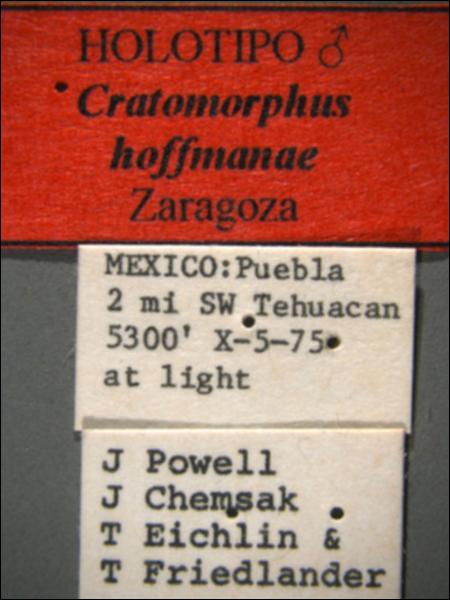 HOLOTIPO ♂
Cratomorphus
hoffmanae
Zaragoza
MEXICO:Puebla
2 mi SW Tehuacan
5300' X-5-75
at light
J Powell
J Chemsak
T Eichlin &
T Friedlander